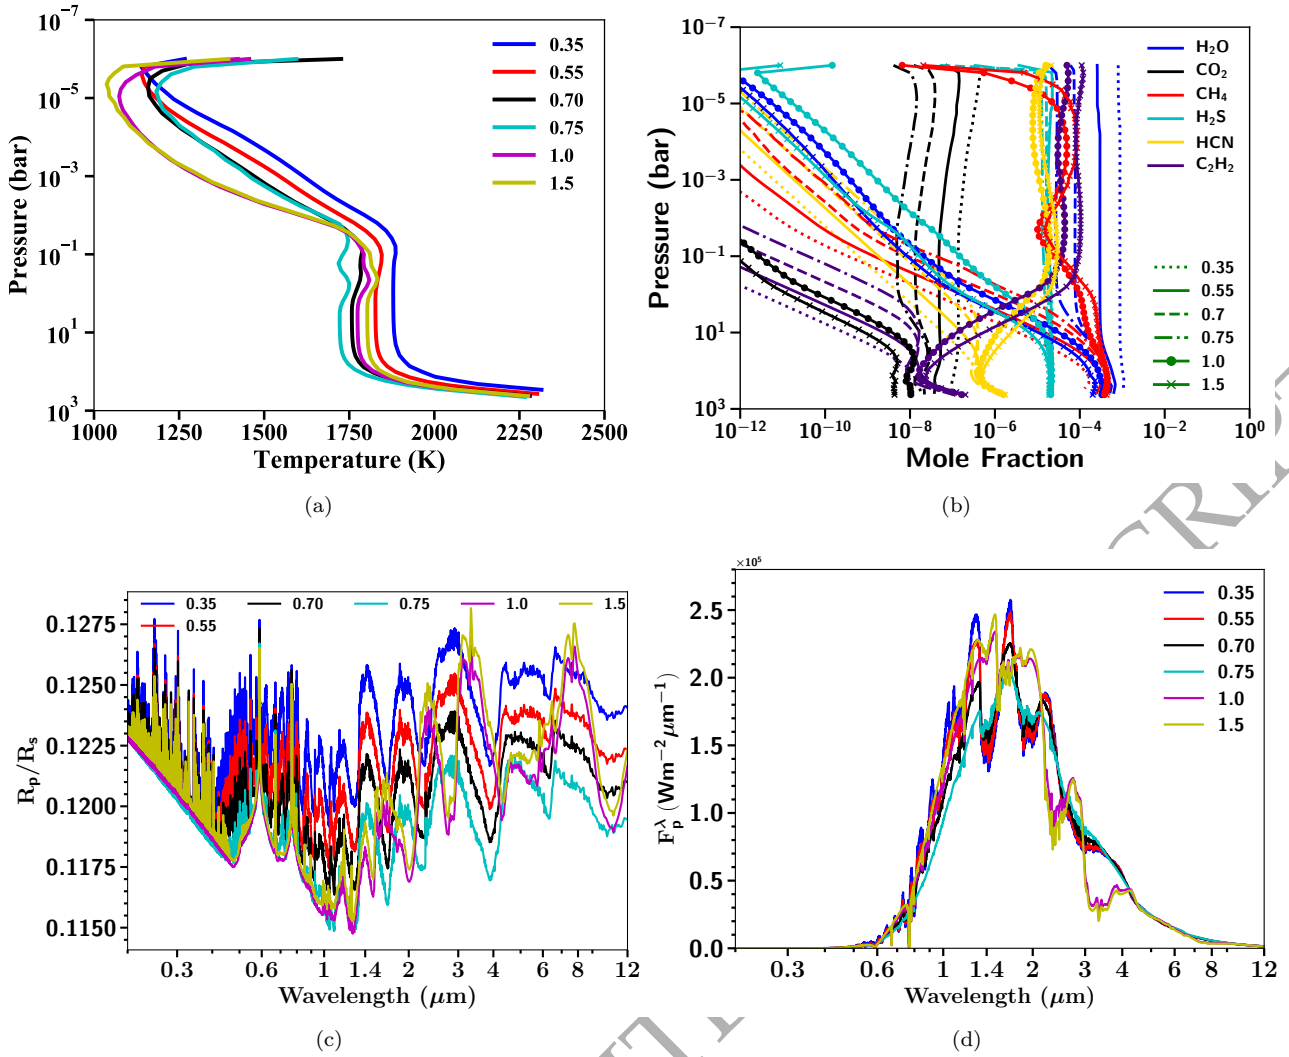 10⁻⁷
10⁻⁵
10⁻³
10⁻¹
10¹
10³
Pressure (bar)
1000 1250 1500 1750 2000 2250 2500
Temperature (K)
0.35
0.55
0.70
0.75
1.0
1.5
(a)
10⁻⁷
10⁻⁵
10⁻³
10⁻¹
10¹
10³
Pressure (bar)
10⁻¹² 10⁻¹⁰ 10⁻⁸ 10⁻⁶ 10⁻⁴ 10⁻² 10⁰
Mole Fraction
H₂O
CO₂
CH₄
H₂S
HCN
C₂H₂
0.35
0.55
0.7
0.75
1.0
1.5
(b)
0.35 0.70 0.75 1.0 1.5
0.55
0.1275
0.1250
0.1225
0.1200
0.1175
0.1150
Rₚ/Rₛ
0.3 0.6 1 1.4 2 3 4 6 8 12
Wavelength (μm)
(c)
×10⁵
2.5
2.0
1.5
1.0
0.5
0.0
Fₚ^λ (Wm⁻²μm⁻¹)
0.35
0.55
0.70
0.75
1.0
1.5
0.3 0.6 1 1.4 2 3 4 6 8 12
Wavelength (μm)
(d)